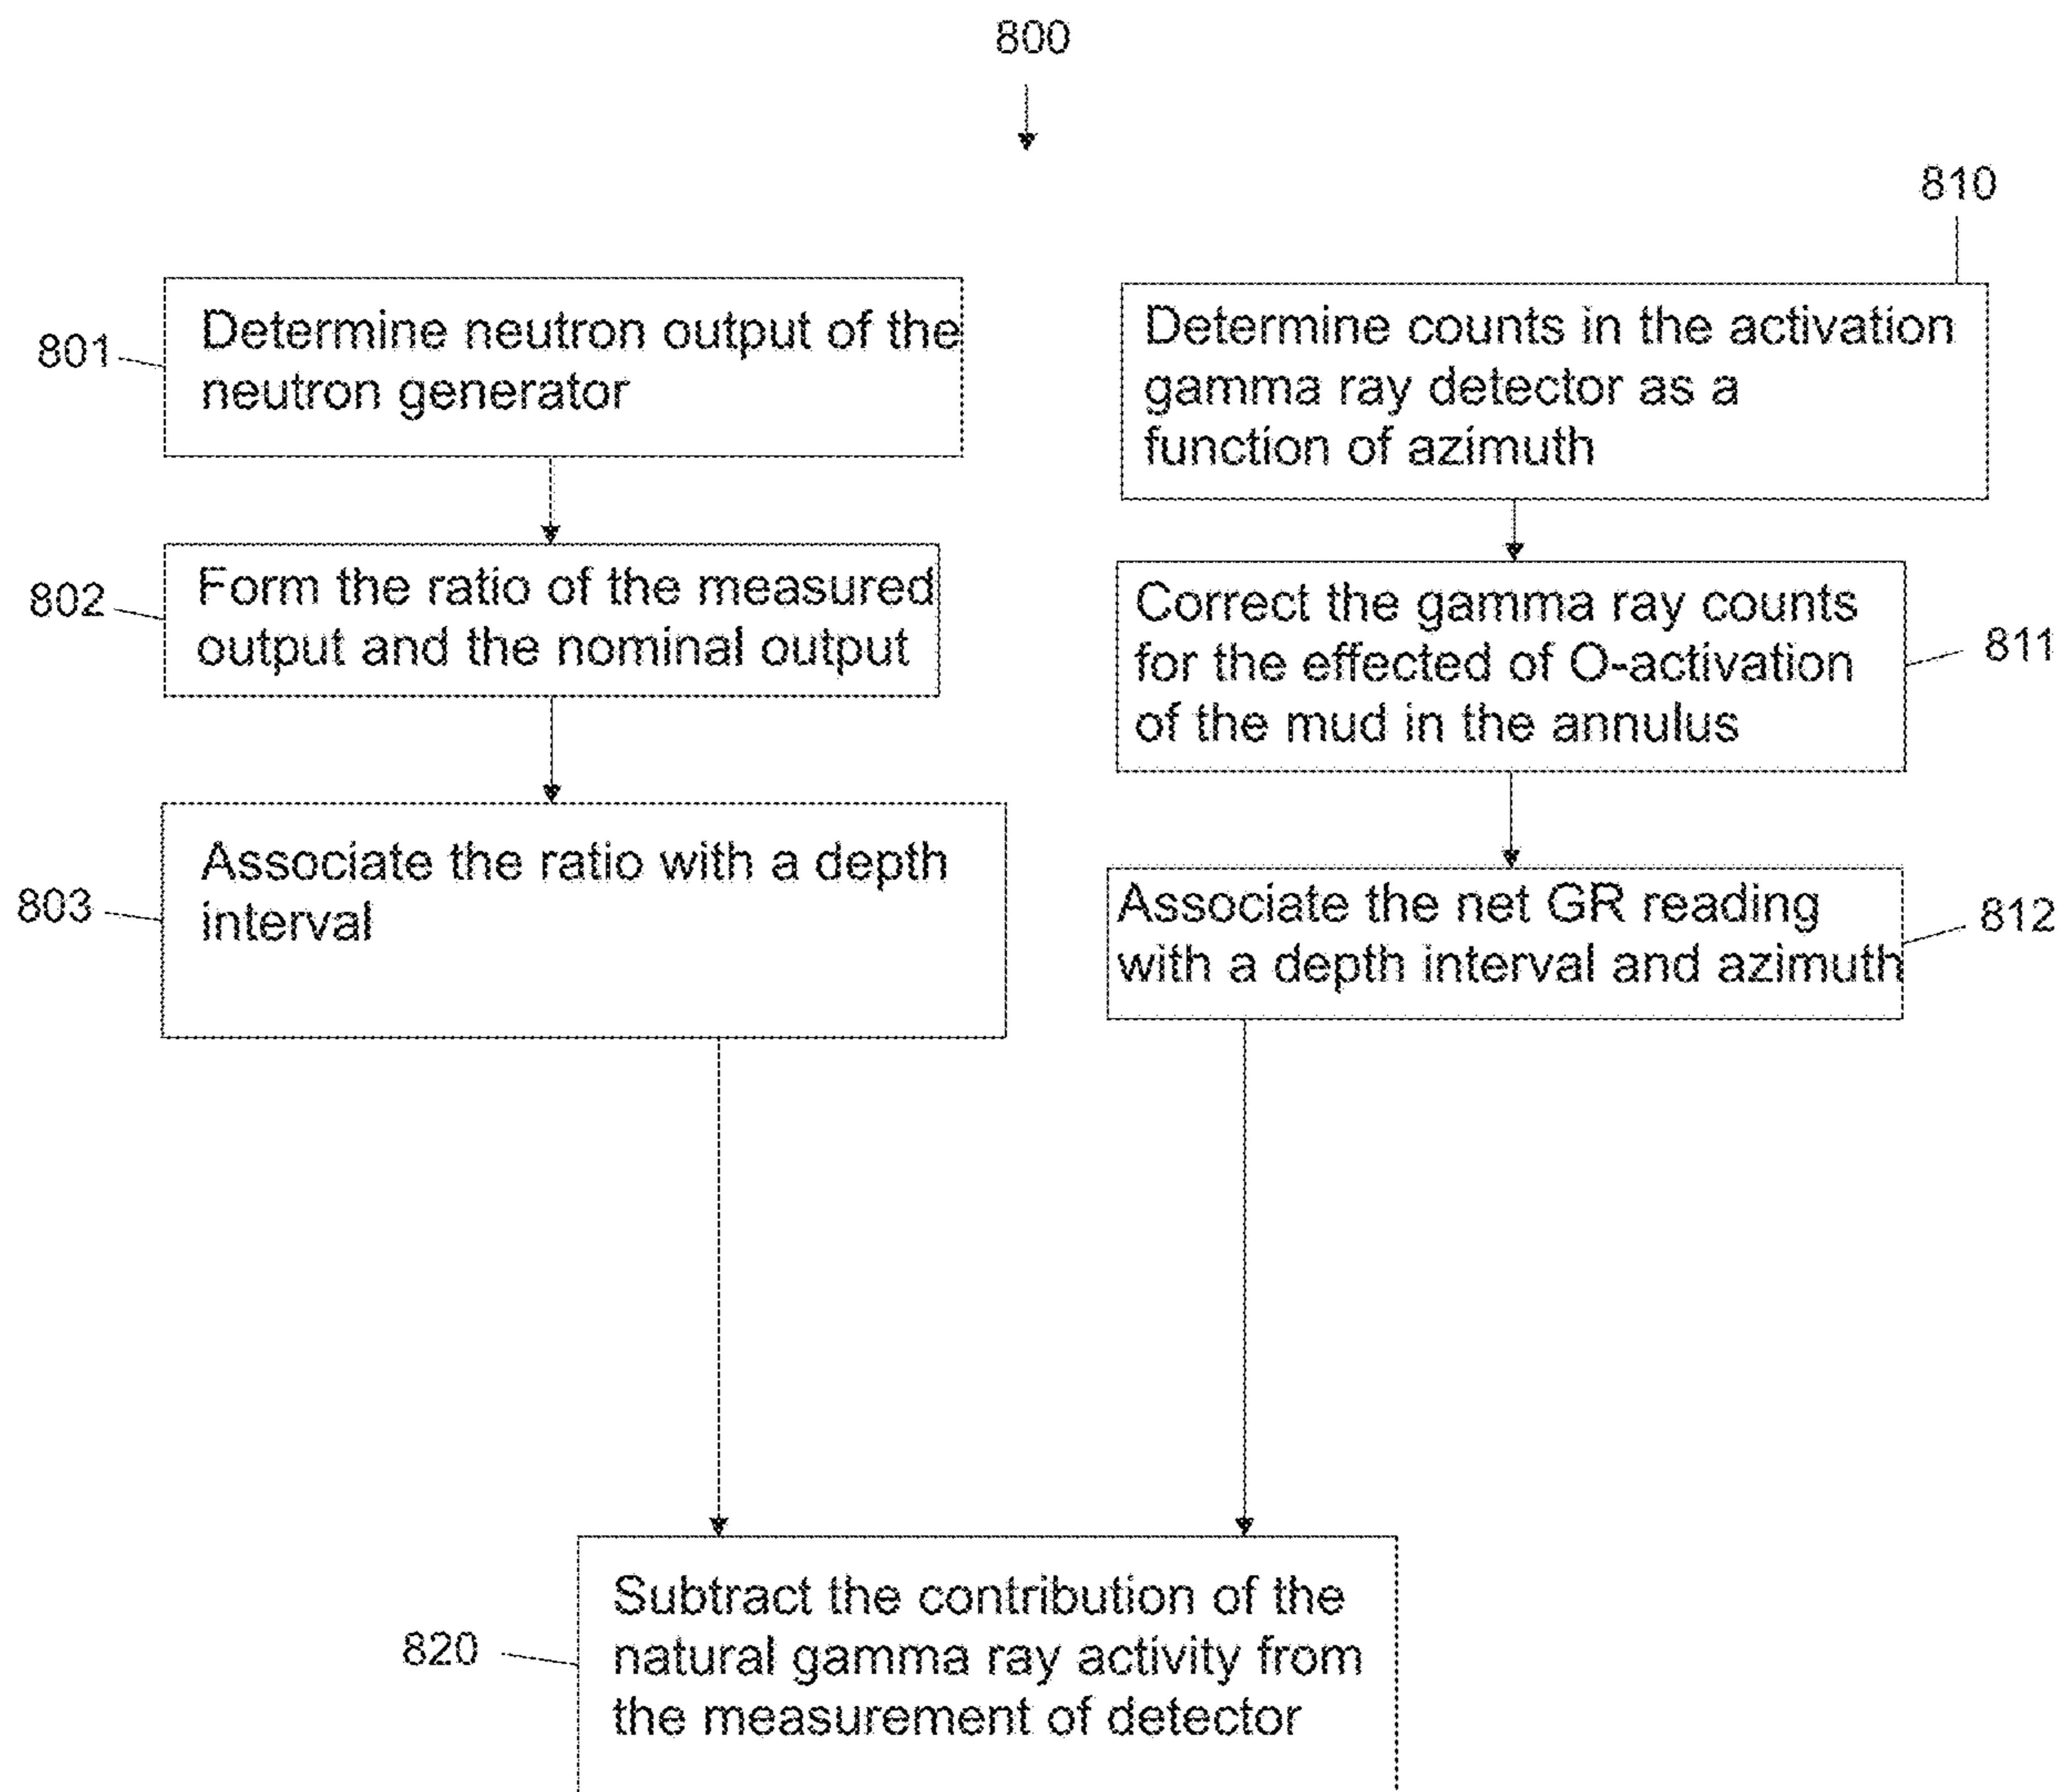 800
801
Determine neutron output of the
neutron generator
802
Form the ratio of the measured
output and the nominal output
803
Associate the ratio with a depth
interval
810
Determine counts in the activation
gamma ray detector as a
function of azimuth
Correct the gamma ray counts
for the effected of O-activation
of the mud in the annulus
811
Associate the net GR reading
with a depth interval and azimuth
812
820
Subtract the contribution of the
natural gamma ray activity from
the measurement of detector